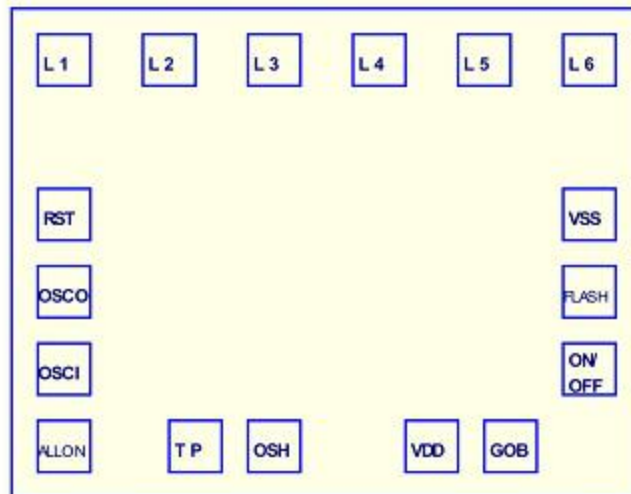 L 1 L 2 L 3 L 4 L 5 L 6
RST VSS
OSCO FLASH
OSCI ON/
OFF
ALLON T P OSH VDD GOB